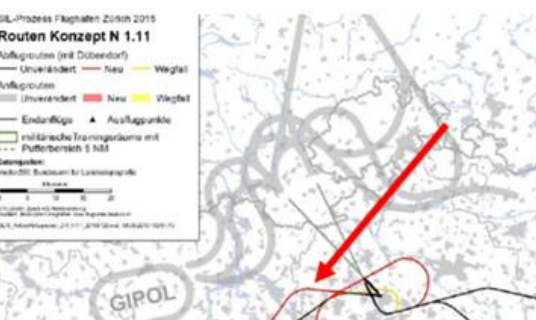 SIL-Prozess Flughafen Zürich 2015
Routen Konzept N 1.11
Abflugrouten (mit Dübendorf)
Unverändert Neu Wegfall
Anflugrouten
Unverändert Neu Wegfall
Endanflüge Ausflugpunkte
militärische Trainingsräume mit
Pufferbereich 5 NM
Datenquellen:
GIPOL